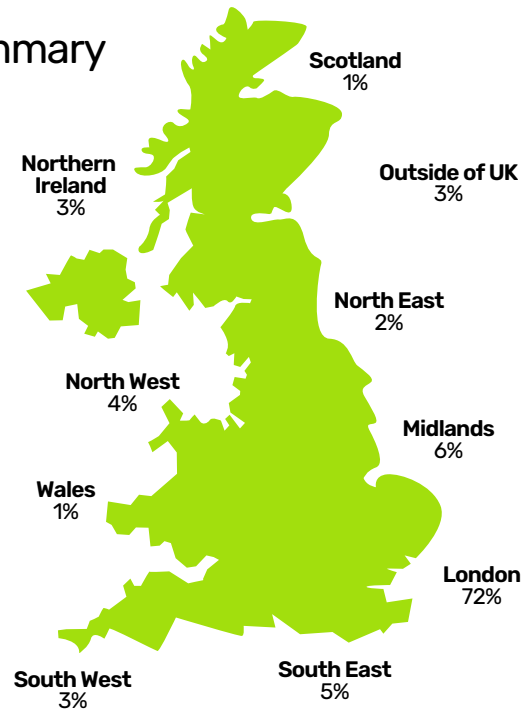 Scotland
1%
Northern
Ireland
3%
Outside of UK
3%
North East
2%
North West
4%
Midlands
6%
Wales
1%
London
72%
South West
3%
South East
5%